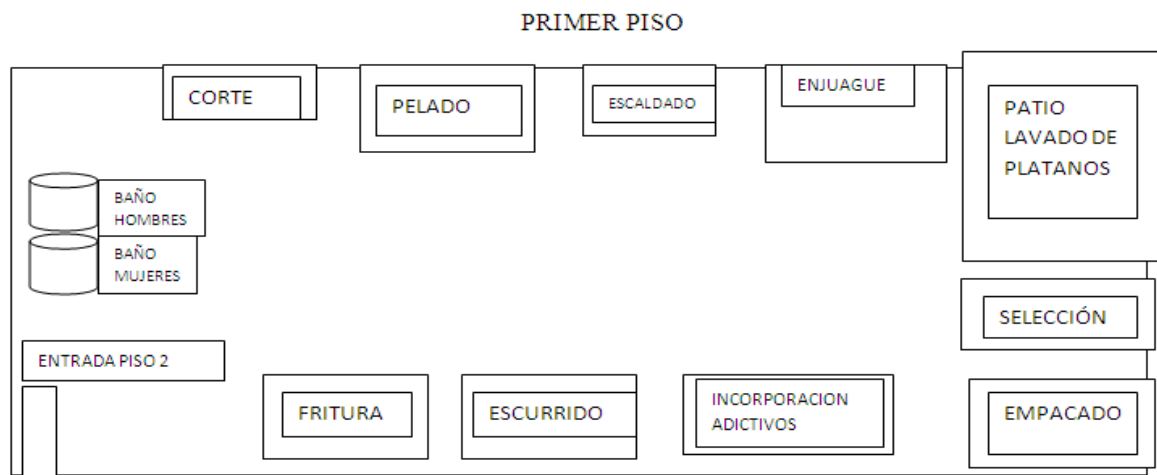 PRIMER PISO
CORTE
PELADO
ESCALDADO
ENJUAGUE
PATIO
LAVADO DE
PLATANOS
BAÑO
HOMBRES
BAÑO
MUJERES
SELECCIÓN
ENTRADA PISO 2
FRITURA
ESCURRIDO
INCORPORACION
ADICTIVOS
EMPACADO